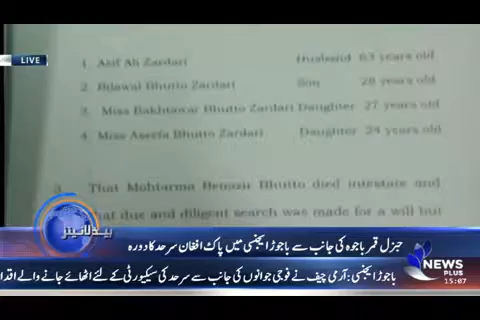 LIVE
1. Asif Ali Zardari Husband 63 years old
2. Bilawal Bhutto Zardari Son 28 years old
3. Miss Bakhtawar Bhutto Zardari Daughter 27 years old
4. Miss Aseefa Bhutto Zardari Daughter 24 years old
3. That Mohtarma Benazir Bhutto died intestate and
that due and diligent search was made for a will but
ہیڈلائینز
جنرل قمر باجوہ کی جانب سے باجوڑ ایجنسی میں پاک افغان سرحد کا دورہ
باجوڑ ایجنسی: آرمی چیف نے فوجی جوانوں کی جانب سے سرحد کی سیکیورٹی کے لئے اٹھائے جانے والے اقدا
NEWS
PLUS
15:07